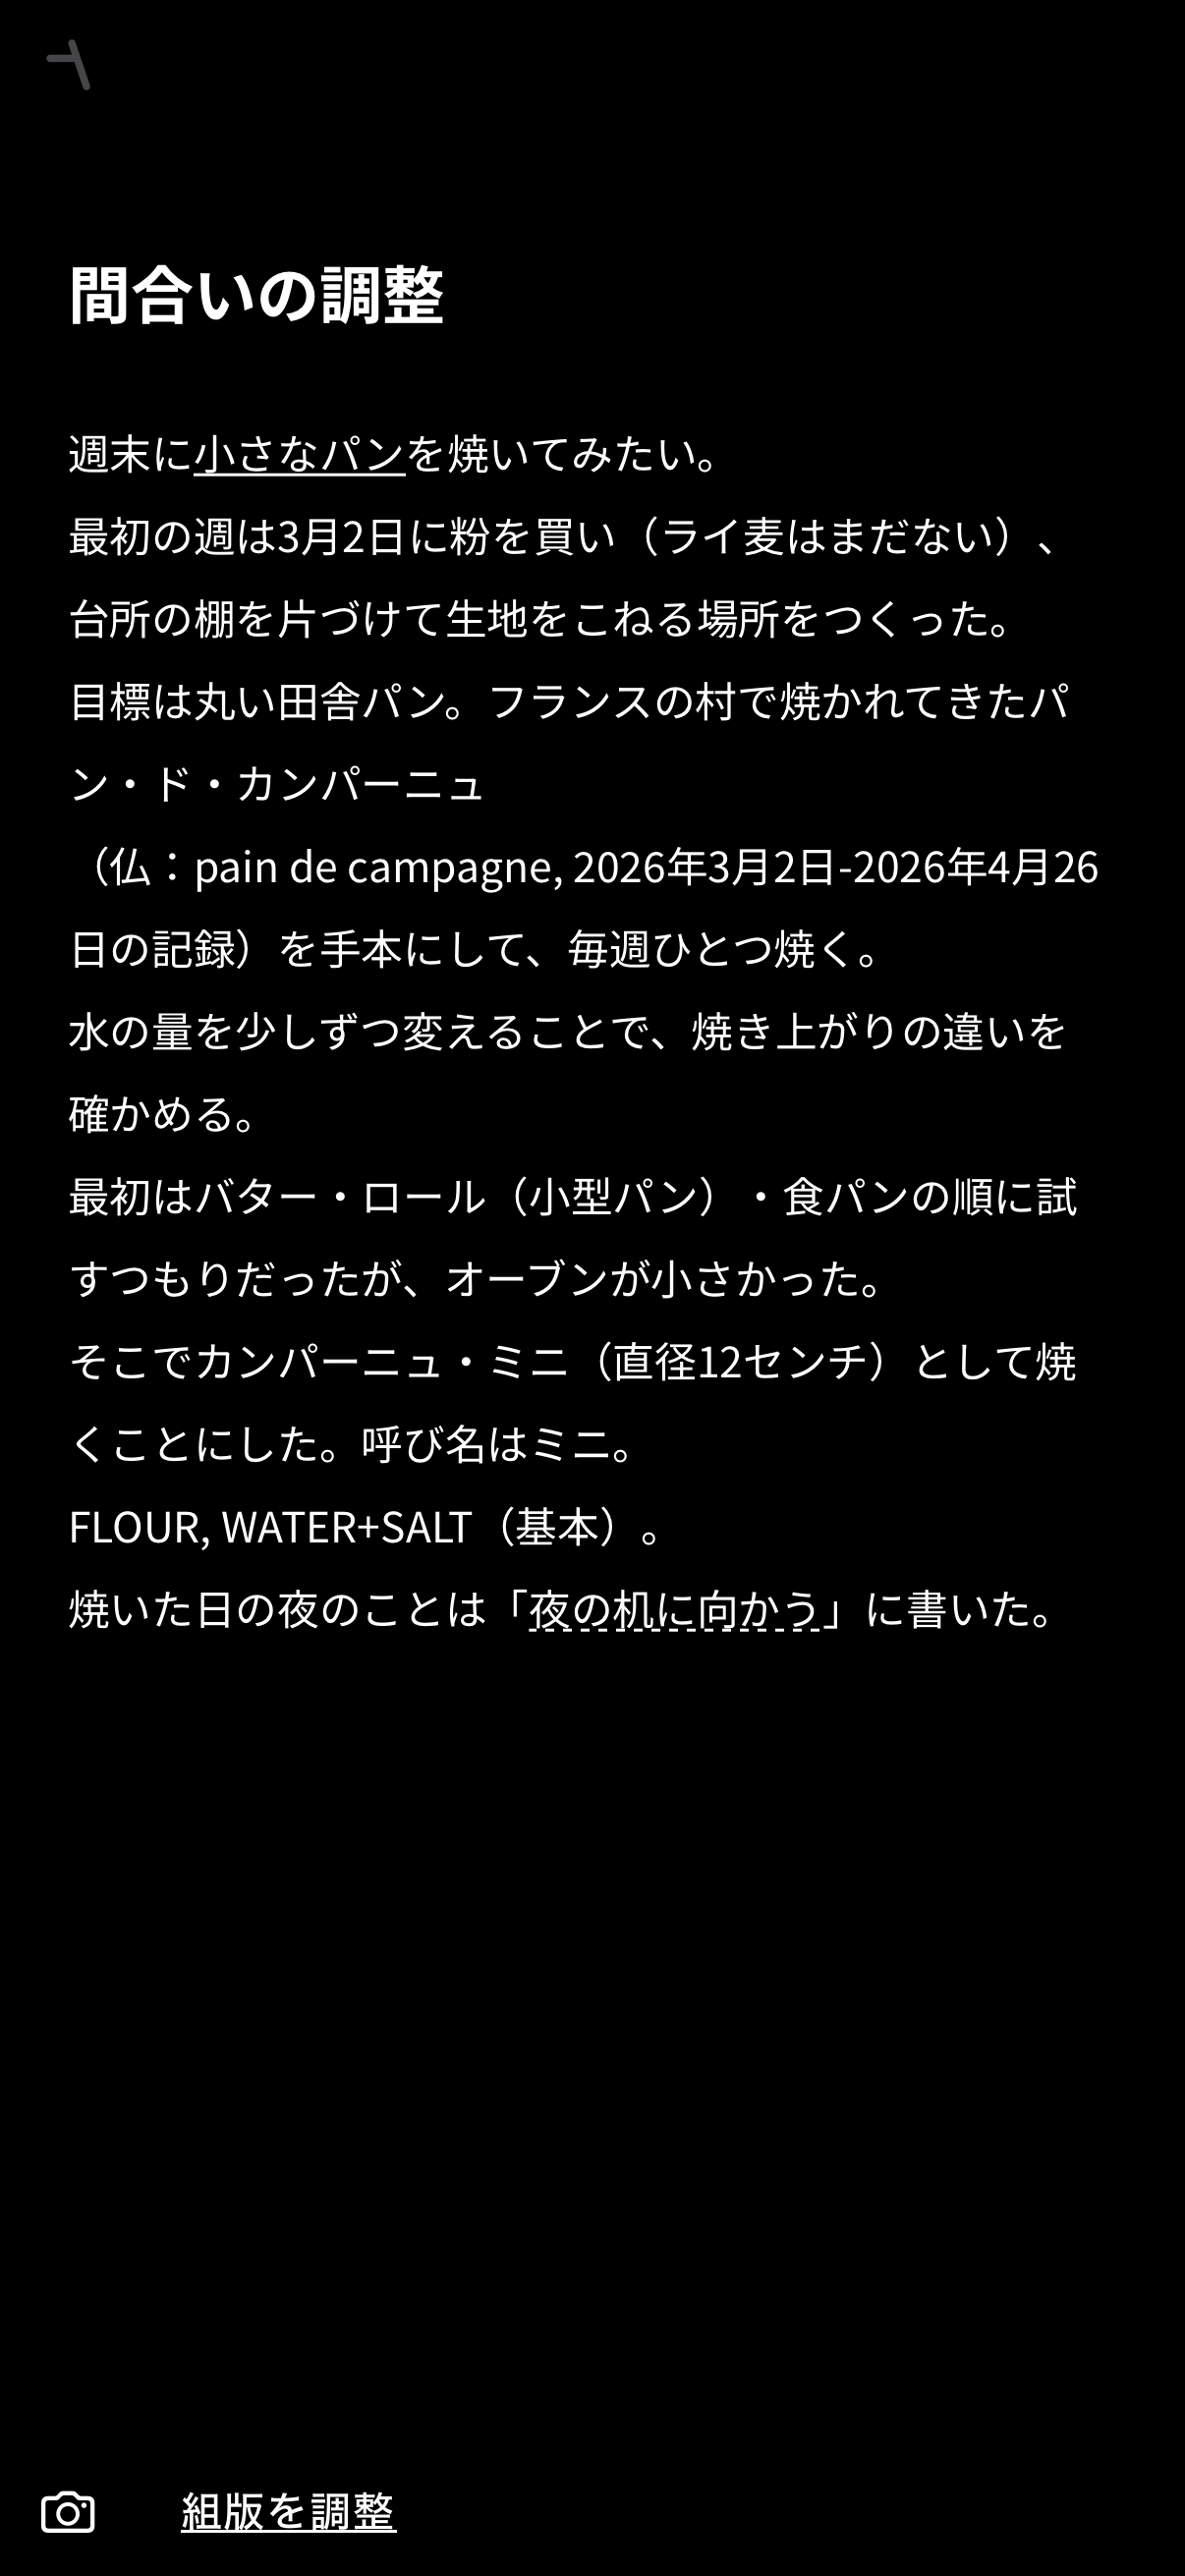 間合いの調整
週末に小さなパンを焼いてみたい。
最初の週は3月2日に粉を買い（ライ麦はまだない）、
台所の棚を片づけて生地をこねる場所をつくった。
目標は丸い田舎パン。フランスの村で焼かれてきたパ
ン・ド・カンパーニュ
（仏：pain de campagne, 2026年3月2日-2026年4月26
日の記録）を手本にして、毎週ひとつ焼く。
水の量を少しずつ変えることで、焼き上がりの違いを
確かめる。
最初はバター・ロール（小型パン）・食パンの順に試
すつもりだったが、オーブンが小さかった。
そこでカンパーニュ・ミニ（直径12センチ）として焼
くことにした。呼び名はミニ。
FLOUR, WATER+SALT（基本）。
焼いた日の夜のことは「夜の机に向かう」に書いた。
組版を調整